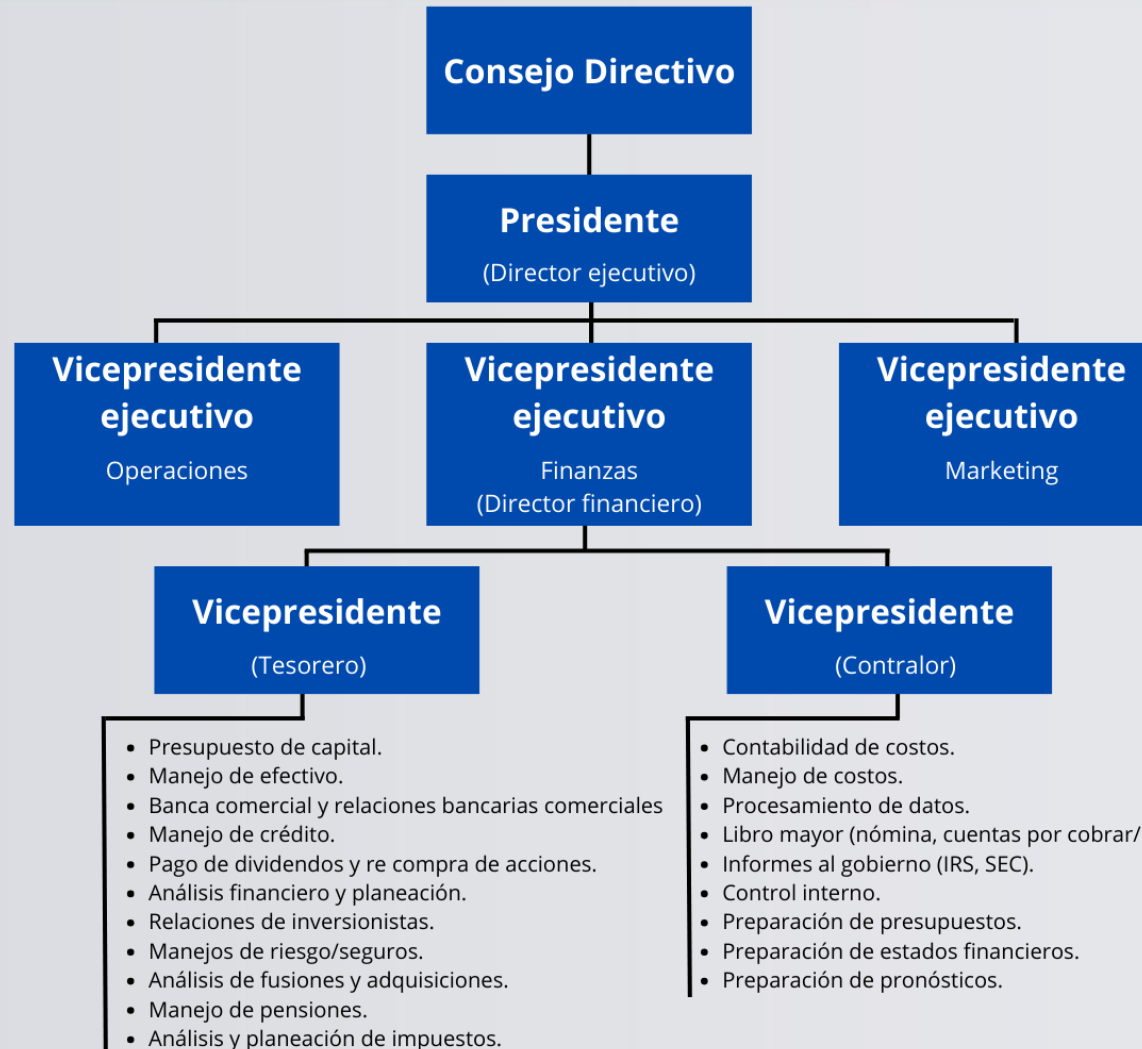 Consejo Directivo
Presidente
(Director ejecutivo)
Vicepresidente
ejecutivo
Operaciones
Vicepresidente
ejecutivo
Finanzas
(Director financiero)
Vicepresidente
ejecutivo
Marketing
Vicepresidente
(Tesorero)
• Presupuesto de capital.
• Manejo de efectivo.
• Banca comercial y relaciones bancarias comerciales
• Manejo de crédito.
• Pago de dividendos y re compra de acciones.
• Análisis financiero y planeación.
• Relaciones de inversionistas.
• Manejos de riesgo/seguros.
• Análisis de fusiones y adquisiciones.
• Manejo de pensiones.
• Análisis y planeación de impuestos.
Vicepresidente
(Contralor)
• Contabilidad de costos.
• Manejo de costos.
• Procesamiento de datos.
• Libro mayor (nómina, cuentas por cobrar/
• Informes al gobierno (IRS, SEC).
• Control interno.
• Preparación de presupuestos.
• Preparación de estados financieros.
• Preparación de pronósticos.